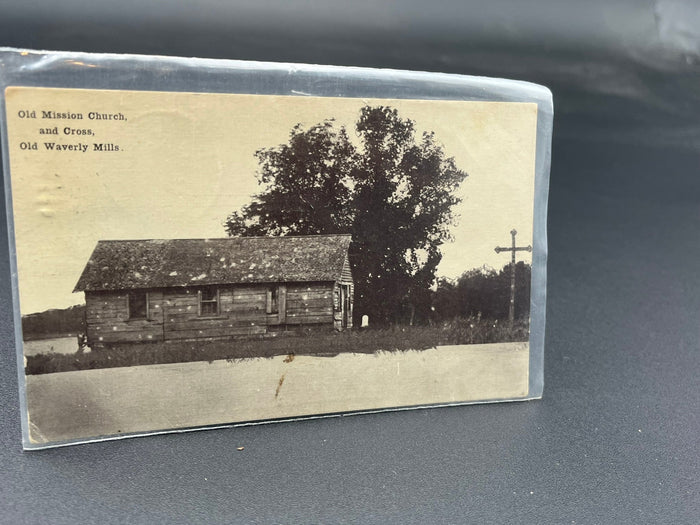 Old Mission Church,
and Cross,
Old Waverly Mills.